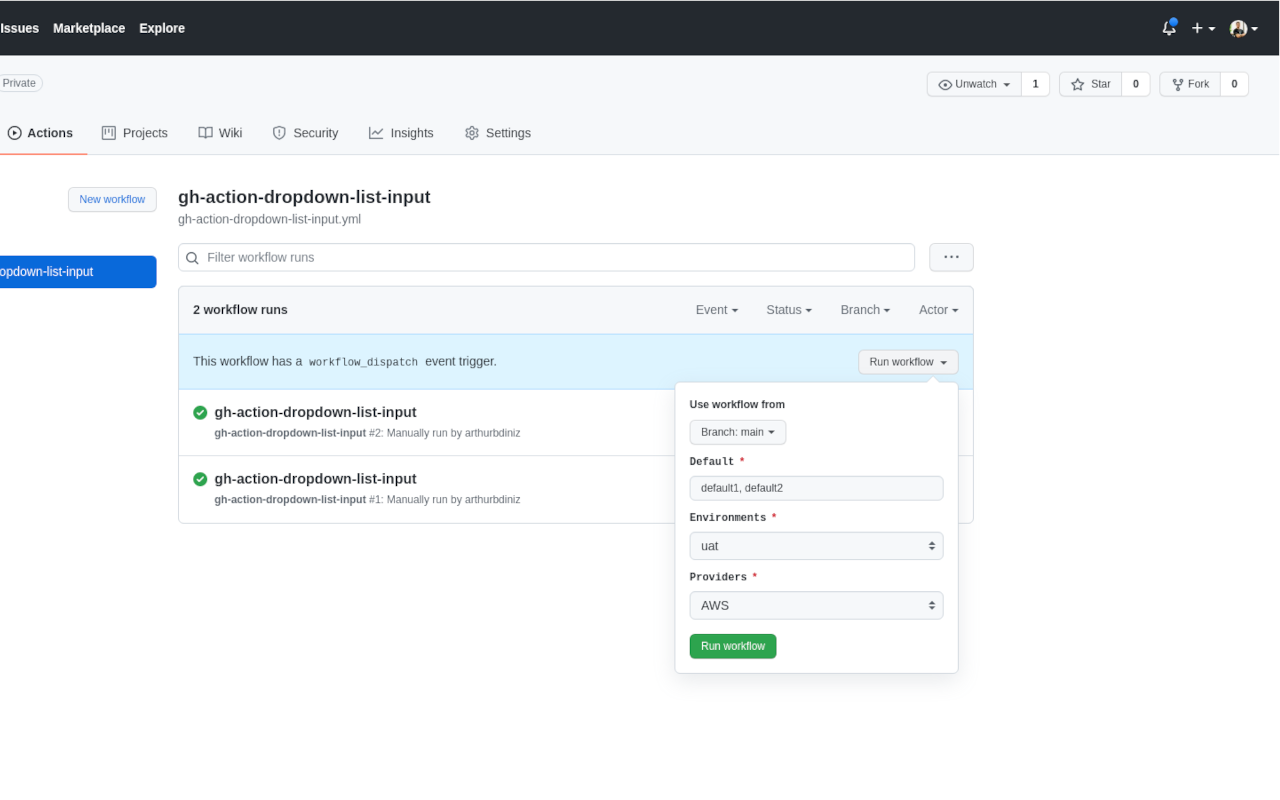 Issues Marketplace Explore
Private
Unwatch 1 Star 0 Fork 0
Actions Projects Wiki Security Insights Settings
New workflow
gh-action-dropdown-list-input
gh-action-dropdown-list-input.yml
opdown-list-input
Filter workflow runs
2 workflow runs Event Status Branch Actor
This workflow has a workflow_dispatch event trigger. Run workflow
gh-action-dropdown-list-input
gh-action-dropdown-list-input #2: Manually run by arthurbdiniz
gh-action-dropdown-list-input
gh-action-dropdown-list-input #1: Manually run by arthurbdiniz
Use workflow from
Branch: main
Default *
default1, default2
Environments *
uat
Providers *
AWS
Run workflow